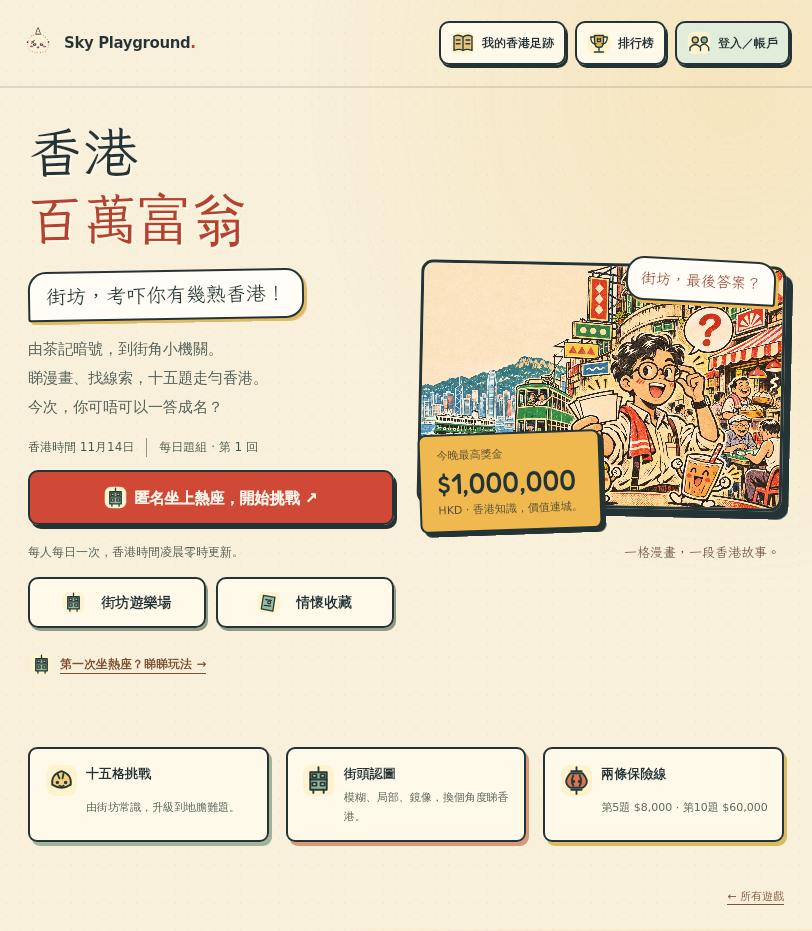 Sky Playground.
我的香港足跡
排行榜
登入／帳戶
香港
百萬富翁
街坊，考吓你有幾熟香港！
街坊，最後答案？
?
由茶記暗號，到街角小機關。
睇漫畫、找線索，十五題走勻香港。
今次，你可唔可以一答成名？
香港時間 11月14日
每日題組 · 第 1 回
今晚最高獎金
$1,000,000
HKD · 香港知識，價值連城。
匿名坐上熱座，開始挑戰 ↗
每人每日一次，香港時間凌晨零時更新。
一格漫畫，一段香港故事。
街坊遊樂場
情懷收藏
第一次坐熱座？睇睇玩法 →
十五格挑戰
由街坊常識，升級到地膽難題。
街頭認圖
模糊、局部、鏡像，換個角度睇香
港。
兩條保險線
第5題 $8,000 · 第10題 $60,000
← 所有遊戲